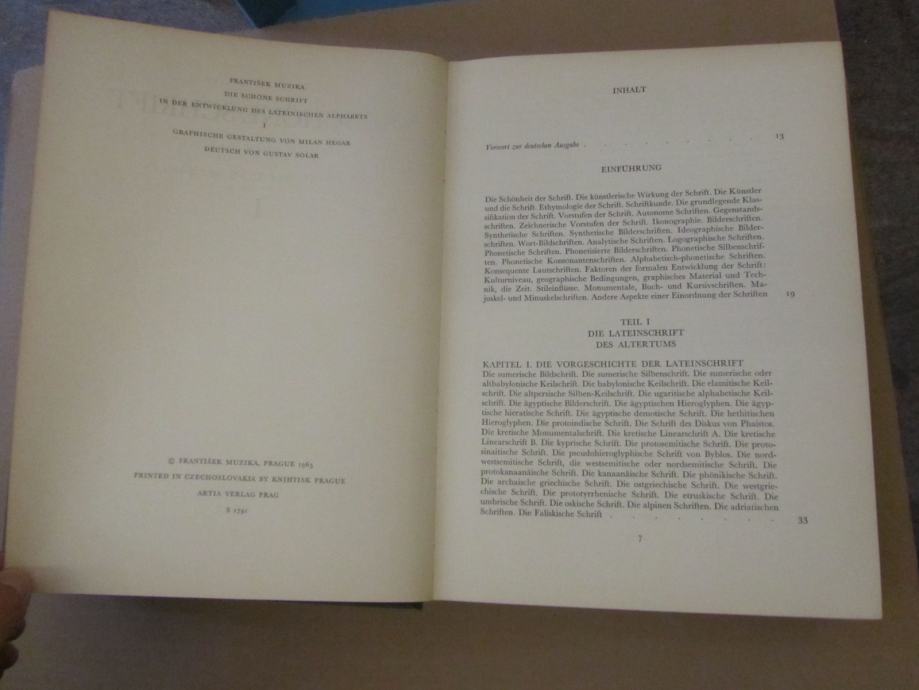 FRANTIŠEK MUZIKA
DIE SCHÖNE SCHRIFT
IN DER ENTWICKLUNG DES LATEINISCHEN ALPHABETS
I
GRAPHISCHE GESTALTUNG VON MILAN HEGAR
DEUTSCH VON GUSTAV SOLAR
© FRANTIŠEK MUZIKA, PRAGUE 1965
PRINTED IN CZECHOSLOVAKIA BY KNIHTISK PRAGUE
ARTIA VERLAG PRAG
S 1791
INHALT
Vorwort zur deutschen Ausgabe . . . . . . . 13
EINFÜHRUNG
Die Schönheit der Schrift. Die künstlerische Wirkung der Schrift. Die Künstler
und die Schrift. Ethymologie der Schrift. Schriftkunde. Die grundlegende Klas-
sifikation der Schrift. Vorstufen der Schrift. Autonome Schriften. Gegenstands-
schriften. Zeichnerische Vorstufen der Schrift. Ikonographie. Bilderschriften.
Synthetische Schriften. Synthetische Bilderschriften. Ideographische Bilder-
schriften. Wort-Bildschriften. Analytische Schriften. Logographische Schriften.
Phonetische Schriften. Phonetisierte Bilderschriften. Phonetische Silbenschrif-
ten. Phonetische Konsonantenschriften. Alphabetisch-phonetische Schriften.
Konsequente Lautschriften. Faktoren der formalen Entwicklung der Schrift:
Kulturniveau, geographische Bedingungen, graphisches Material und Tech-
nik, die Zeit. Stileinflüsse. Monumentale, Buch- und Kursivschriften. Ma-
juskel- und Minuskelschriften. Andere Aspekte einer Einordnung der Schriften 19
TEIL I
DIE LATEINSCHRIFT
DES ALTERTUMS
KAPITEL I. DIE VORGESCHICHTE DER LATEINSCHRIFT
Die sumerische Bildschrift. Die sumerische Silbenschrift. Die sumerische oder
altbabylonische Keilschrift. Die babylonische Keilschrift. Die elamitische Keil-
schrift. Die altpersische Silben-Keilschrift. Die ugaritische alphabetische Keil-
schrift. Die ägyptische Bilderschrift. Die ägyptischen Hieroglyphen. Die ägyp-
tische hieratische Schrift. Die ägyptische demotische Schrift. Die hethitischen
Hieroglyphen. Die protoindische Schrift. Die Schrift des Diskus von Phaistos.
Die kretische Monumentalschrift. Die kretische Linearschrift A. Die kretische
Linearschrift B. Die kyprische Schrift. Die protosemitische Schrift. Die proto-
sinaitische Schrift. Die pseudohieroglyphische Schrift von Byblos. Die nord-
westsemitische Schrift, die westsemitische oder nordsemitische Schrift. Die
protokanaanäische Schrift. Die kanaanäische Schrift. Die phönikische Schrift.
Die archaische griechische Schrift. Die ostgriechische Schrift. Die westgrie-
chische Schrift. Die prototyrrhenische Schrift. Die etruskische Schrift. Die
umbrische Schrift. Die oskische Schrift. Die alpinen Schriften. Die adriatischen
Schriften. Die Faliskische Schrift . . . . . . . . 33
7